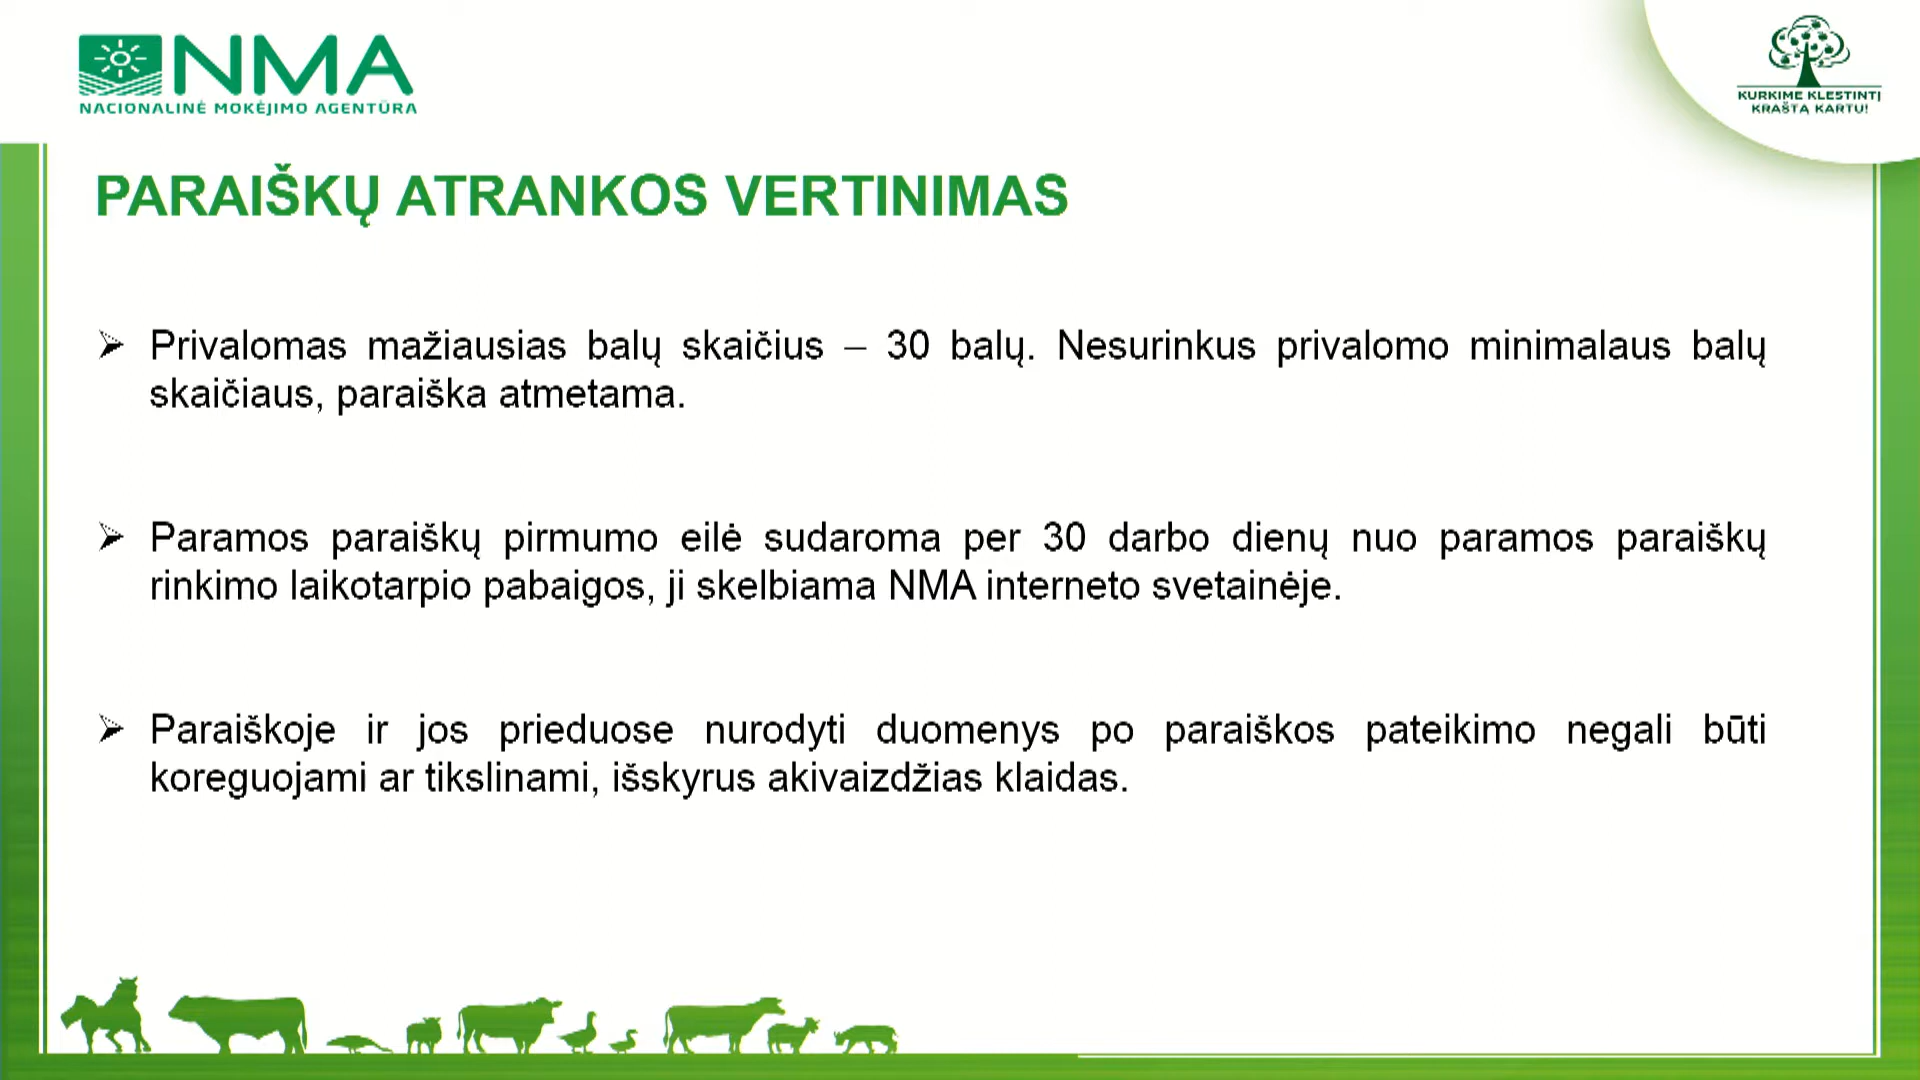 NMA
NACIONALINĖ MOKĖJIMO AGENTŪRA
KURKIME KLESTINTĮ
KRAŠTĄ KARTU!
PARAIŠKŲ ATRANKOS VERTINIMAS
➢ Privalomas mažiausias balų skaičius – 30 balų. Nesurinkus privalomo minimalaus balų
skaičiaus, paraiška atmetama.
➢ Paramos paraiškų pirmumo eilė sudaroma per 30 darbo dienų nuo paramos paraiškų
rinkimo laikotarpio pabaigos, ji skelbiama NMA interneto svetainėje.
➢ Paraiškoje ir jos prieduose nurodyti duomenys po paraiškos pateikimo negali būti
koreguojami ar tikslinami, išskyrus akivaizdžias klaidas.